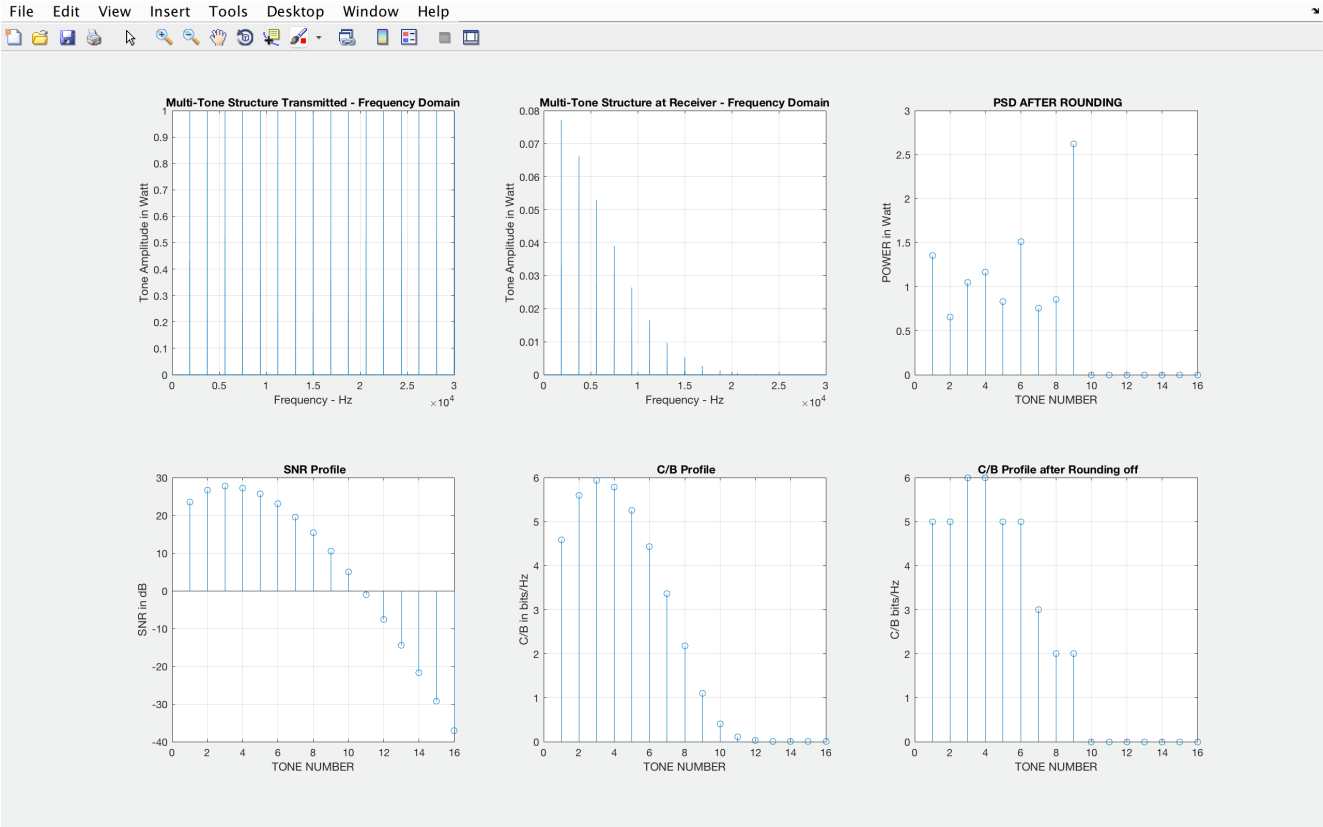 File Edit View Insert Tools Desktop Window Help
Multi-Tone Structure Transmitted - Frequency Domain
Tone Amplitude in Watt
1
0.9
0.8
0.7
0.6
0.5
0.4
0.3
0.2
0.1
0
0 0.5 1 1.5 2 2.5 3
Frequency - Hz
×10⁴
Multi-Tone Structure at Receiver - Frequency Domain
Tone Amplitude in Watt
0.08
0.07
0.06
0.05
0.04
0.03
0.02
0.01
0
0 0.5 1 1.5 2 2.5 3
Frequency - Hz
×10⁴
PSD AFTER ROUNDING
POWER in Watt
3
2.5
2
1.5
1
0.5
0
0 2 4 6 8 10 12 14 16
TONE NUMBER
SNR Profile
SNR in dB
30
20
10
0
-10
-20
-30
-40
0 2 4 6 8 10 12 14 16
TONE NUMBER
C/B Profile
C/B in bits/Hz
6
5
4
3
2
1
0
0 2 4 6 8 10 12 14 16
TONE NUMBER
C/B Profile after Rounding off
C/B bits/Hz
6
5
4
3
2
1
0
0 2 4 6 8 10 12 14 16
TONE NUMBER